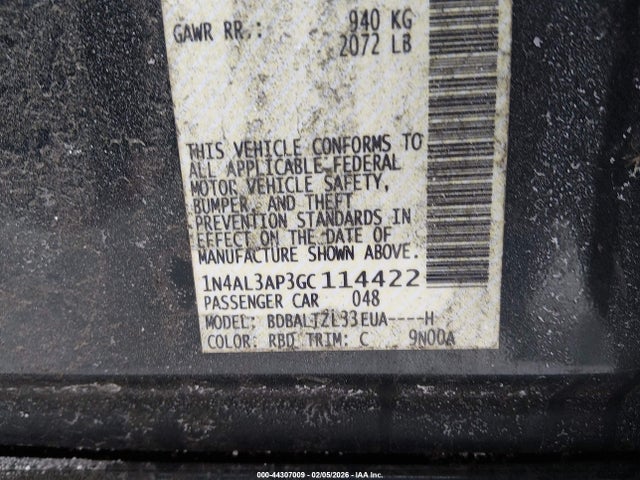 GAWR RR.: 940 KG
2072 LB
THIS VEHICLE CONFORMS TO
ALL APPLICABLE FEDERAL
MOTOR VEHICLE SAFETY,
BUMPER, AND THEFT
PREVENTION STANDARDS IN
EFFECT ON THE DATE OF
MANUFACTURE SHOWN ABOVE.
1N4AL3AP3GC114422
PASSENGER CAR 048
MODEL: BDBALTZL33EUA----H
COLOR: RBD TRIM: C 9N00A
000-44307009 - 02/05/2026 - IAA Inc.